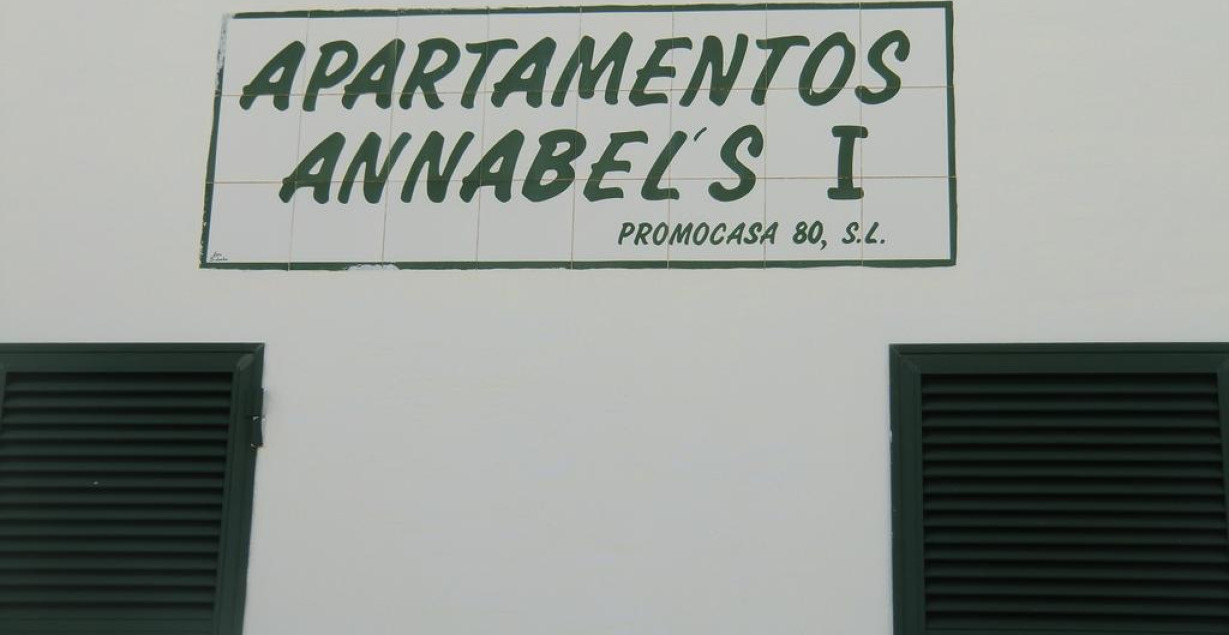 APARTAMENTOS
ANNABEL´S I
PROMOCASA 80, S.L.